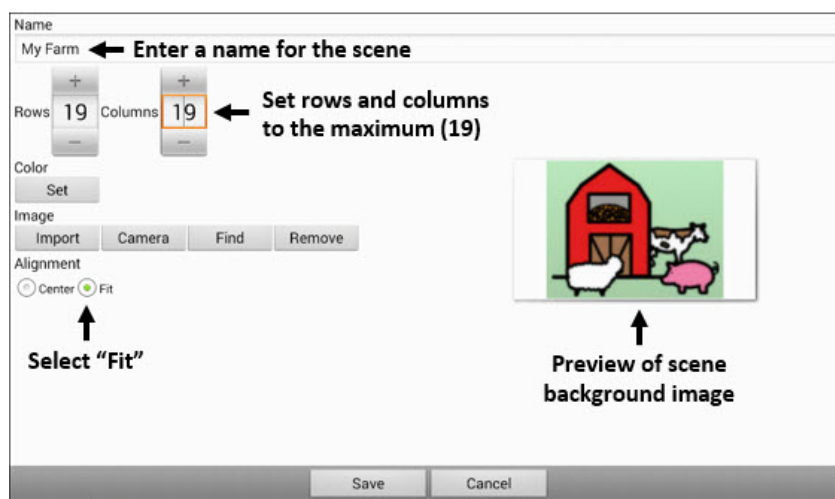 Name
My Farm Enter a name for the scene
+ +
Rows 19 Columns 19 Set rows and columns
to the maximum (19)
− −
Color
Set
Image
Import Camera Find Remove
Alignment
Center Fit
Select “Fit”
Preview of scene
background image
Save Cancel